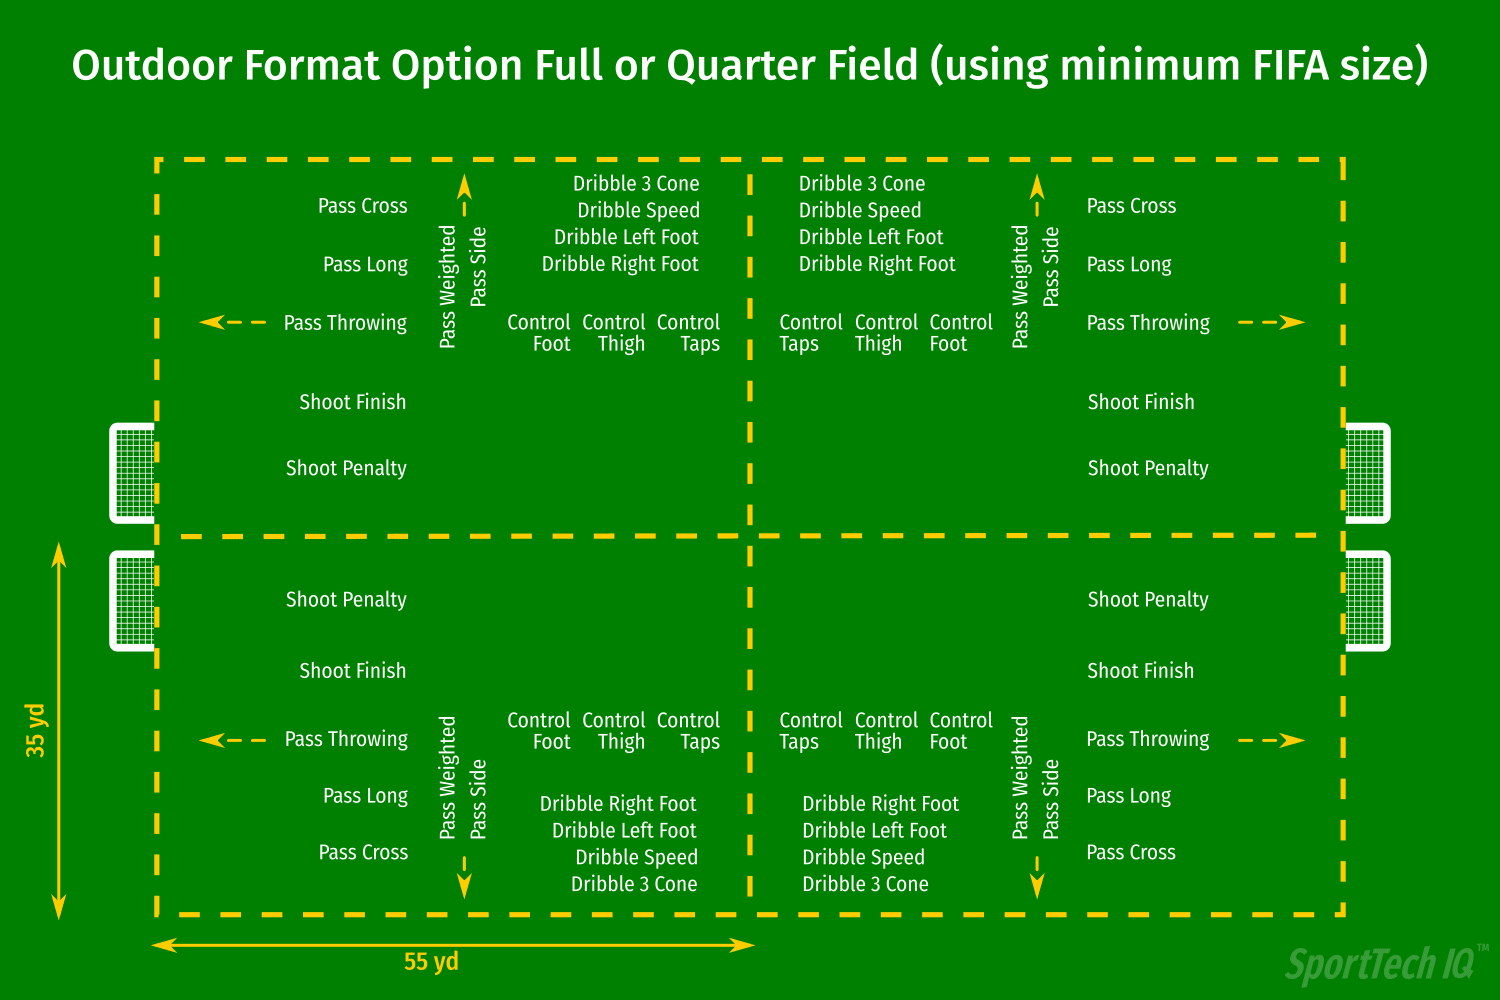 Outdoor Format Option Full or Quarter Field (using minimum FIFA size)
Pass Cross
Pass Long
Pass Throwing
Shoot Finish
Shoot Penalty
Pass Weighted
Pass Side
Dribble 3 Cone
Dribble Speed
Dribble Left Foot
Dribble Right Foot
Control Control Control
Foot Thigh Taps
Dribble 3 Cone
Dribble Speed
Dribble Left Foot
Dribble Right Foot
Control Control Control
Taps Thigh Foot
Pass Weighted
Pass Side
Pass Cross
Pass Long
Pass Throwing
Shoot Finish
Shoot Penalty
35 yd
Shoot Penalty
Shoot Finish
Pass Throwing
Pass Long
Pass Cross
Pass Weighted
Pass Side
Control Control Control
Foot Thigh Taps
Dribble Right Foot
Dribble Left Foot
Dribble Speed
Dribble 3 Cone
Control Control Control
Taps Thigh Foot
Dribble Right Foot
Dribble Left Foot
Dribble Speed
Dribble 3 Cone
Pass Weighted
Pass Side
Shoot Penalty
Shoot Finish
Pass Throwing
Pass Long
Pass Cross
55 yd
SportTech IQ™